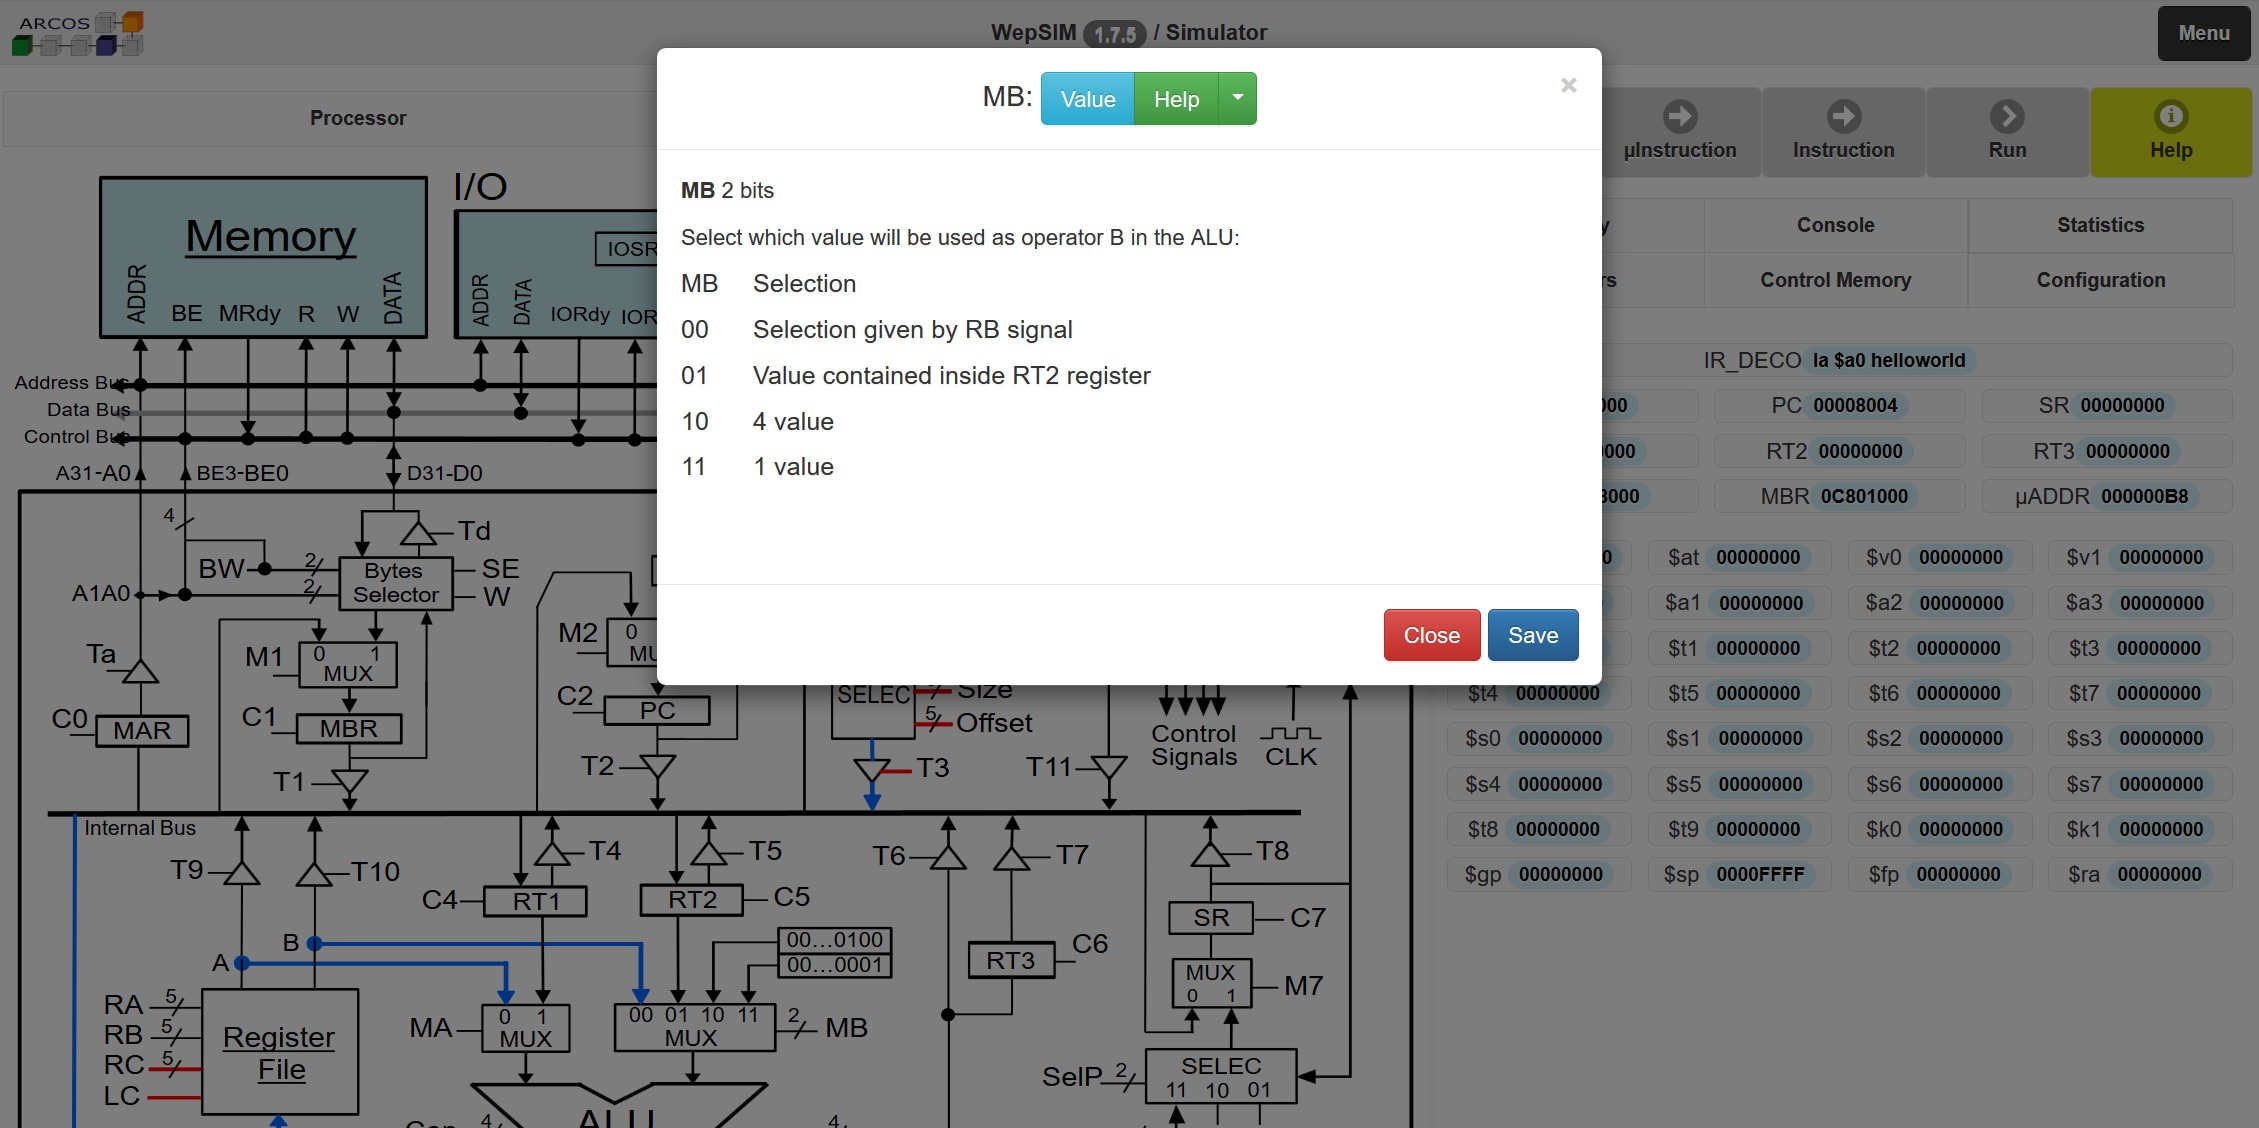 ARCOS
WepSIM 1.7.5 / Simulator
Menu
MB: Value Help
×
Processor
µInstruction
Instruction
Run
Help
MB 2 bits
Select which value will be used as operator B in the ALU:
MB Selection
00 Selection given by RB signal
01 Value contained inside RT2 register
10 4 value
11 1 value
Close
Save
y
Console
Statistics
rs
Control Memory
Configuration
IR_DECO la $a0 helloworld
000 PC 00008004 SR 00000000
0000 RT2 00000000 RT3 00000000
8000 MBR 0C801000 µADDR 000000B8
0 $at 00000000 $v0 00000000 $v1 00000000
$a1 00000000 $a2 00000000 $a3 00000000
$t1 00000000 $t2 00000000 $t3 00000000
$t4 00000000 $t5 00000000 $t6 00000000 $t7 00000000
$s0 00000000 $s1 00000000 $s2 00000000 $s3 00000000
$s4 00000000 $s5 00000000 $s6 00000000 $s7 00000000
$t8 00000000 $t9 00000000 $k0 00000000 $k1 00000000
$gp 00000000 $sp 0000FFFF $fp 00000000 $ra 00000000
Memory
ADDR BE MRdy R W DATA
I/O
IOSR
ADDR DATA IORdy IOR
Address Bus
Data Bus
Control Bus
A31-A0 BE3-BE0 D31-D0
4
Td
BW 2
Bytes
Selector
SE
W
A1A0 2
Ta
M1 0 1
MUX
M2 0
MU
C0 MAR
C1 MBR
C2 PC
SELEC
Size
5 Offset
T1
T2
T3
T11
Control
Signals
CLK
Internal Bus
T9
T10
T4
T5
T6
T7
T8
C4 RT1
RT2 C5
SR C7
B
A
00...0100
00...0001
RT3 C6
MUX
0 1
M7
RA 5
RB 5
RC 5
LC
Register
File
MA 0 1
MUX
00 01 10 11
MUX
2 MB
SelP 2
SELEC
11 10 01
Cop 4
ALU
4